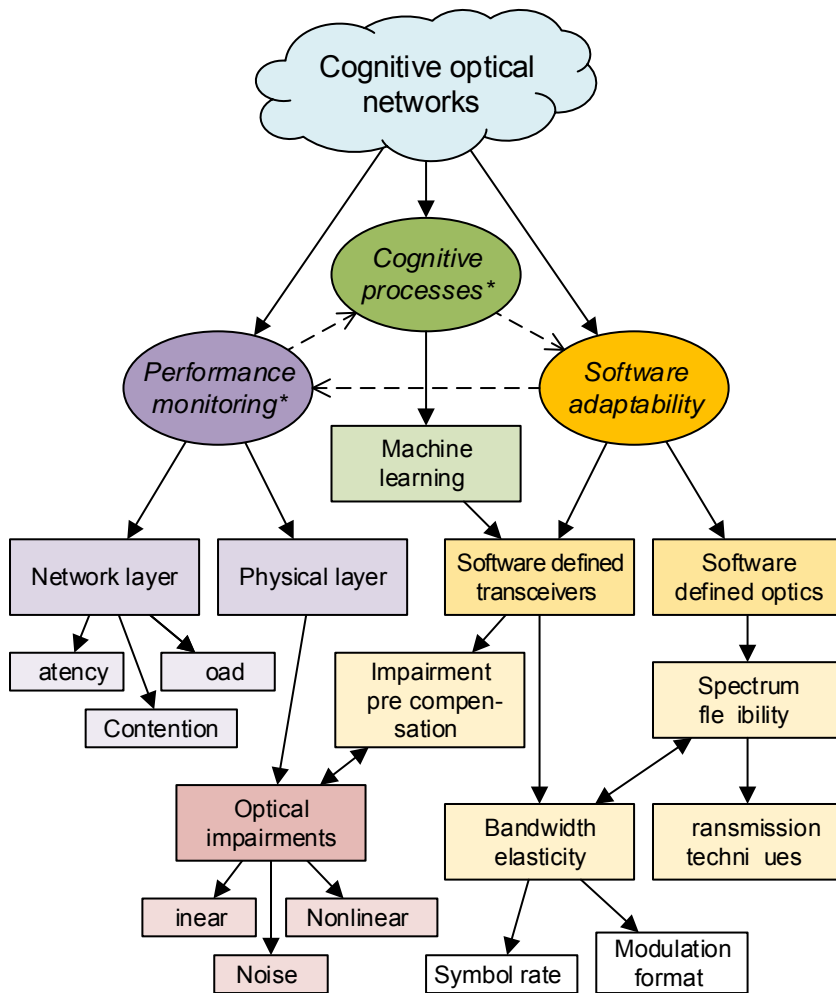 Cognitive optical
networks
Cognitive
processes*
Performance
monitoring*
Software
adaptability
Machine
learning
Network layer
Physical layer
Software defined
transceivers
Software
defined optics
atency
oad
Contention
Impairment
pre compen-
sation
Spectrum
fle ibility
Optical
impairments
Bandwidth
elasticity
ransmission
techni ues
inear
Nonlinear
Noise
Symbol rate
Modulation
format